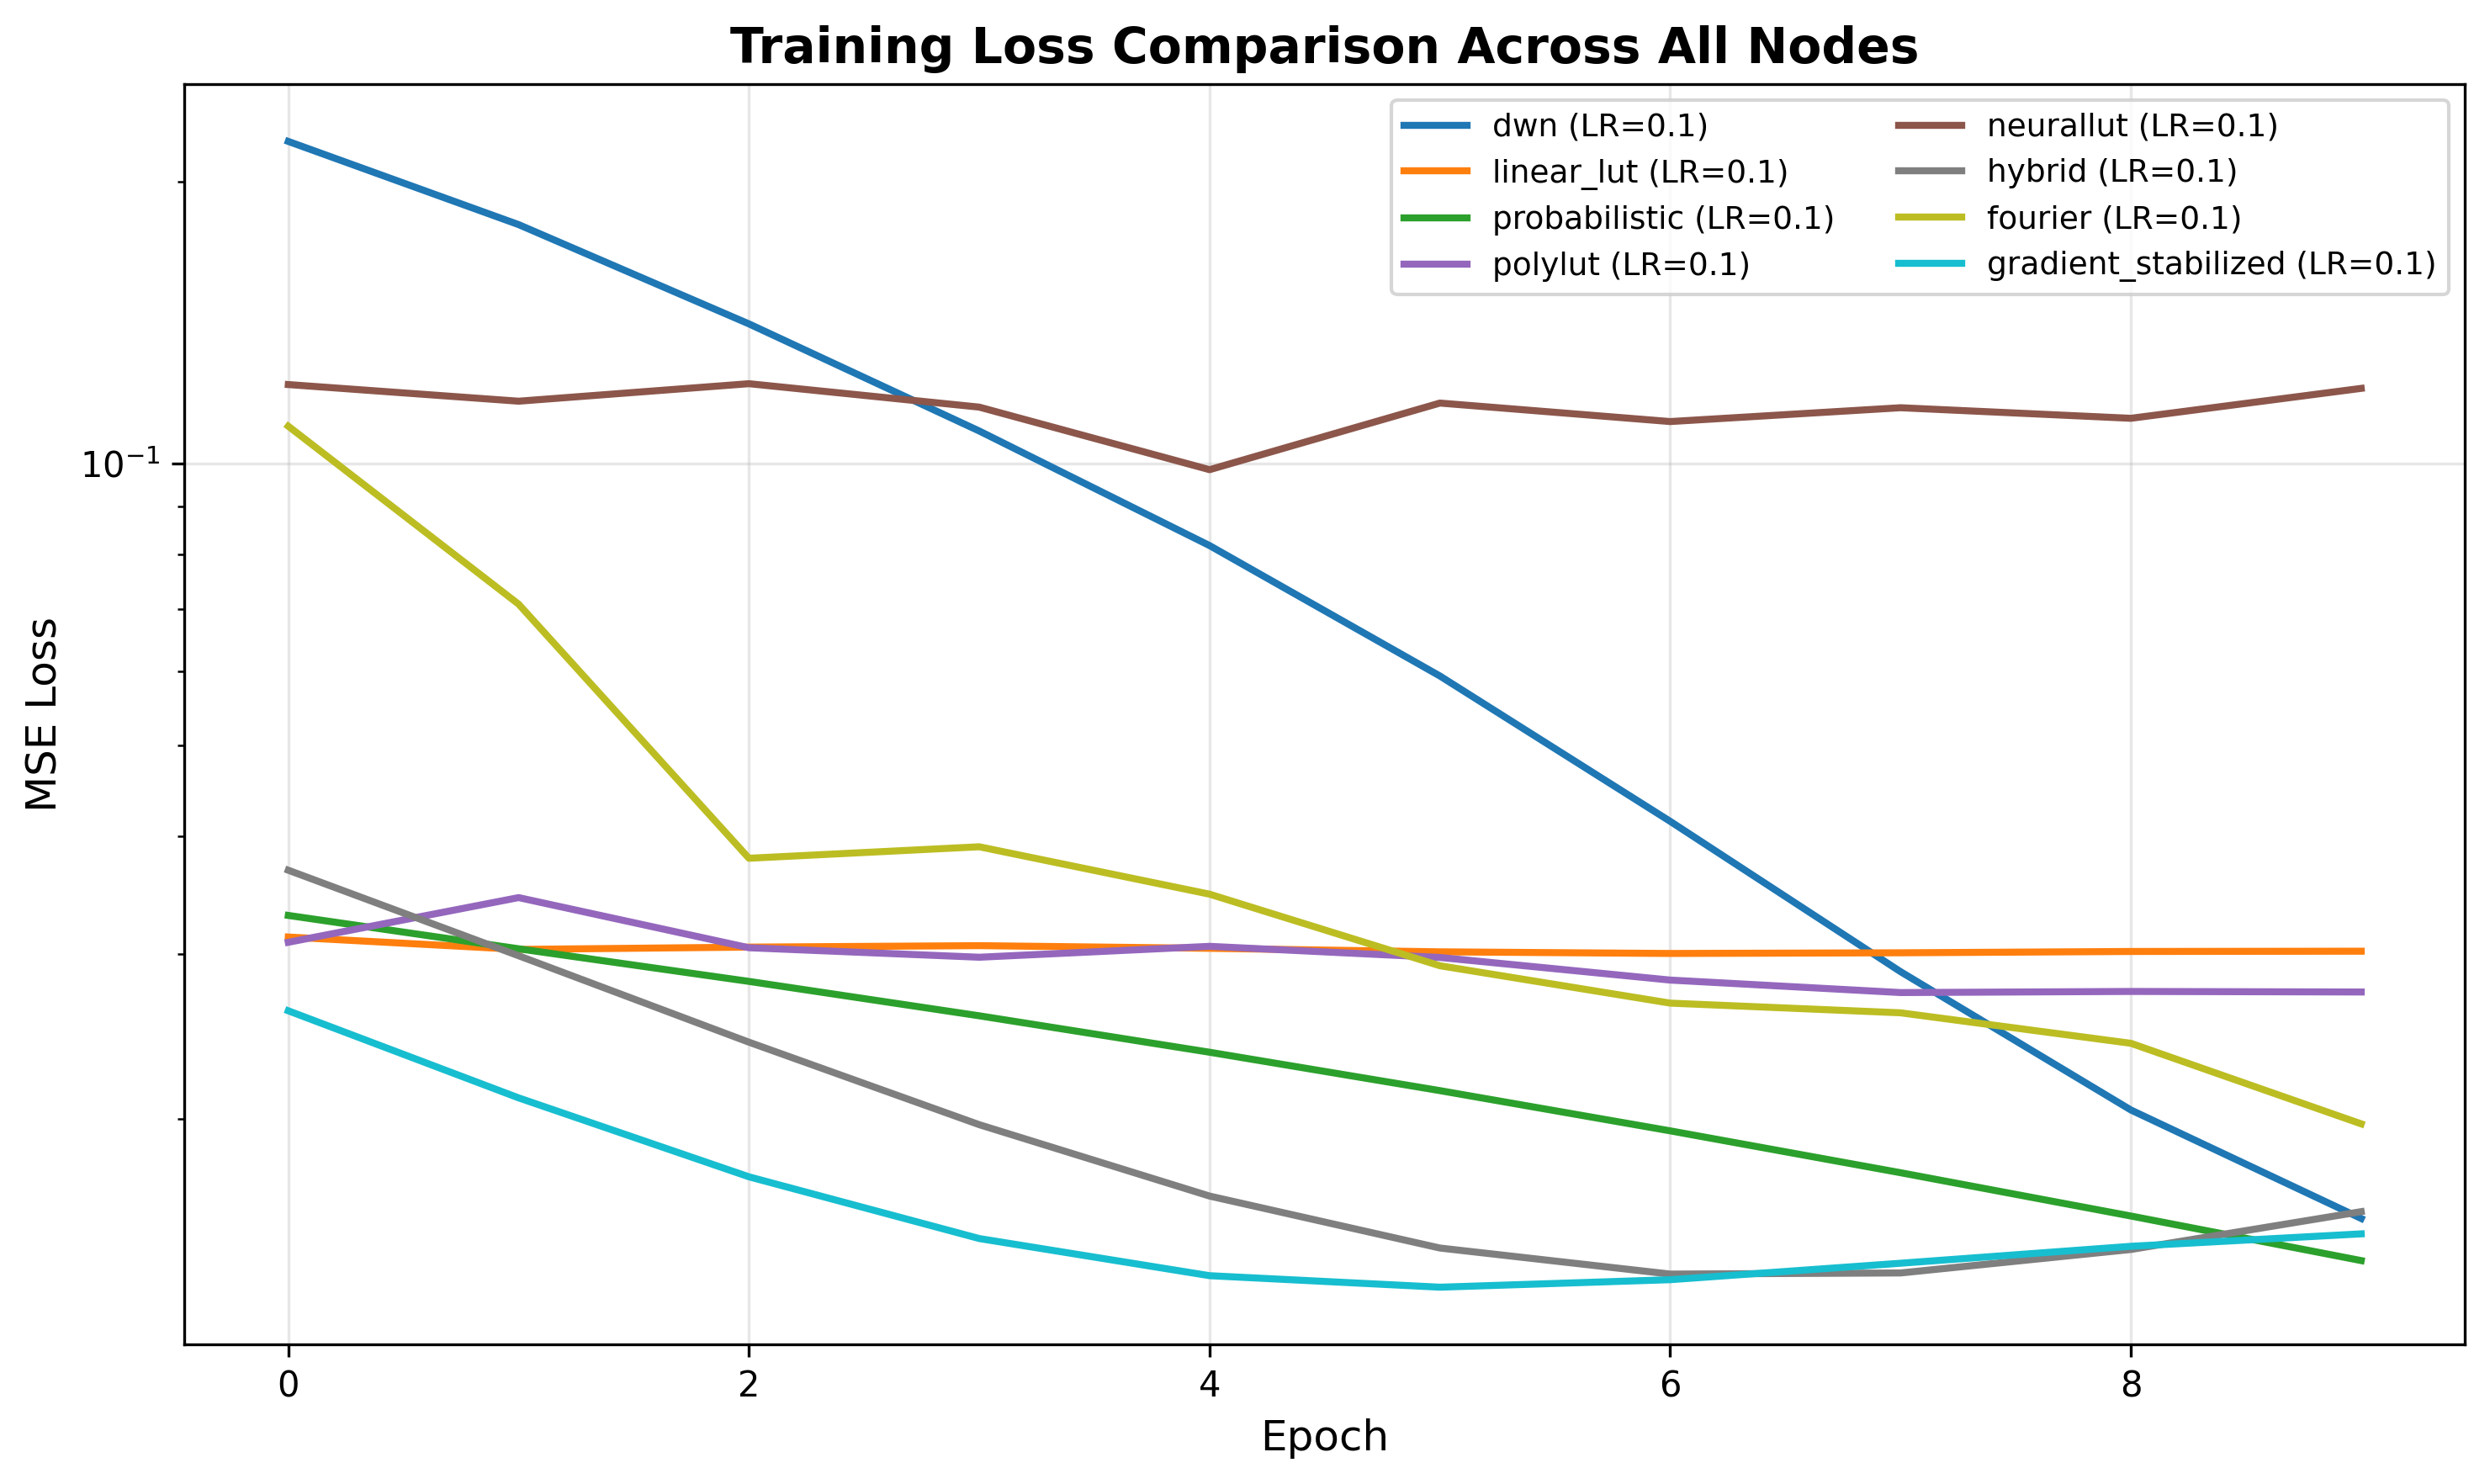 Training Loss Comparison Across All Nodes
dwn (LR=0.1)
linear_lut (LR=0.1)
probabilistic (LR=0.1)
polylut (LR=0.1)
neurallut (LR=0.1)
hybrid (LR=0.1)
fourier (LR=0.1)
gradient_stabilized (LR=0.1)
MSE Loss
10⁻¹
0 2 4 6 8
Epoch